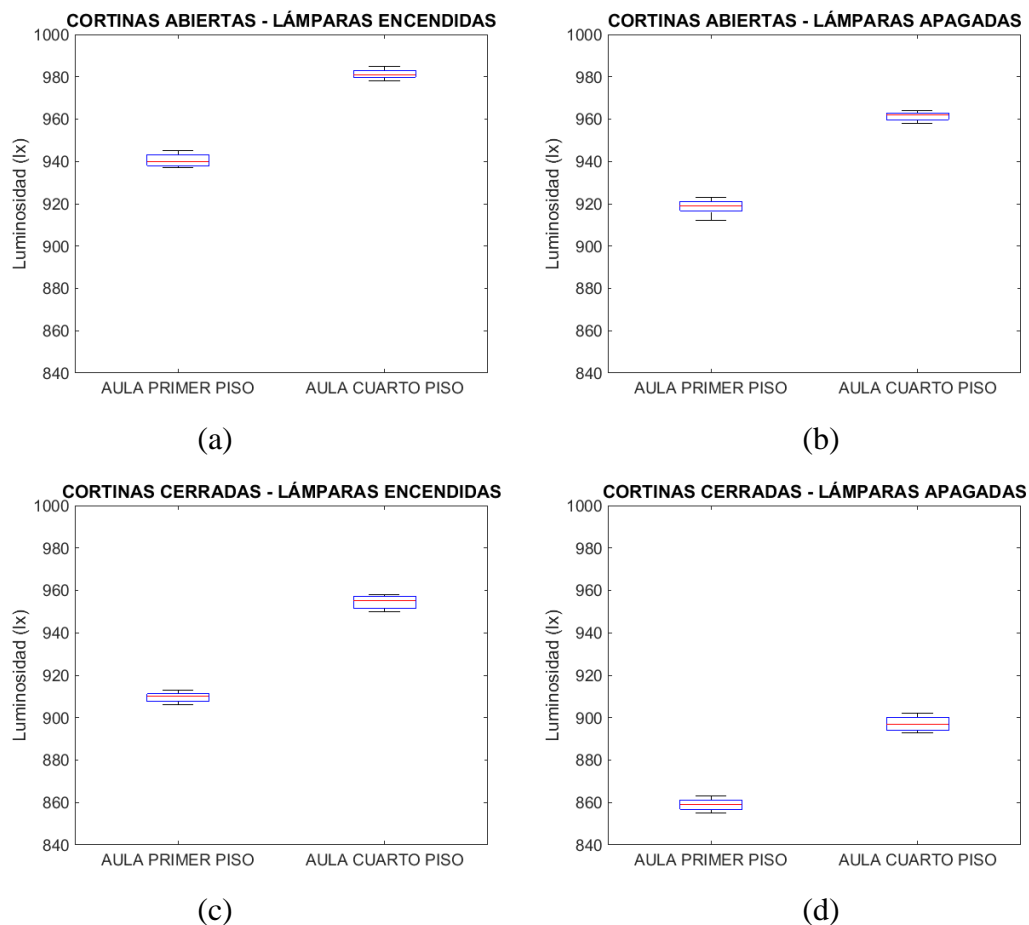 CORTINAS ABIERTAS - LÁMPARAS ENCENDIDAS
1000
980
960
940
920
900
880
860
840
Luminosidad (lx)
AULA PRIMER PISO AULA CUARTO PISO
(a)
CORTINAS ABIERTAS - LÁMPARAS APAGADAS
1000
980
960
940
920
900
880
860
840
Luminosidad (lx)
AULA PRIMER PISO AULA CUARTO PISO
(b)
CORTINAS CERRADAS - LÁMPARAS ENCENDIDAS
1000
980
960
940
920
900
880
860
840
Luminosidad (lx)
AULA PRIMER PISO AULA CUARTO PISO
(c)
CORTINAS CERRADAS - LÁMPARAS APAGADAS
1000
980
960
940
920
900
880
860
840
Luminosidad (lx)
AULA PRIMER PISO AULA CUARTO PISO
(d)